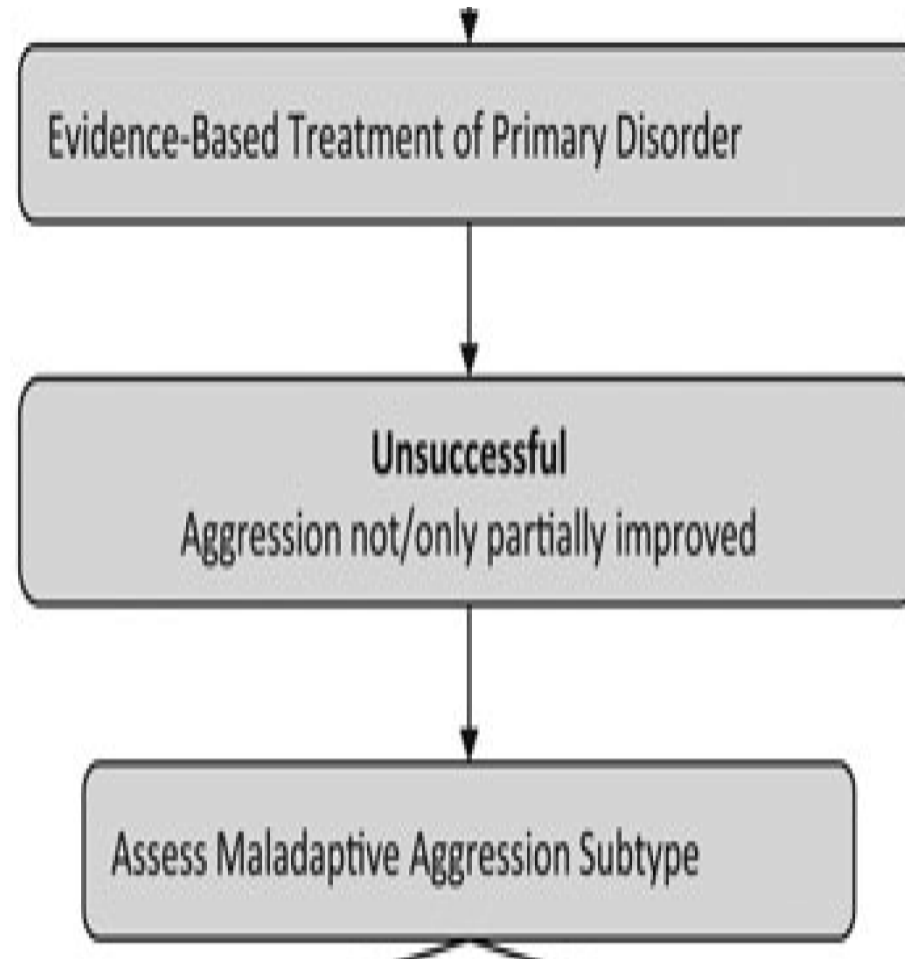 Evidence-Based Treatment of Primary Disorder
Unsuccessful
Aggression not/only partially improved
Assess Maladaptive Aggression Subtype